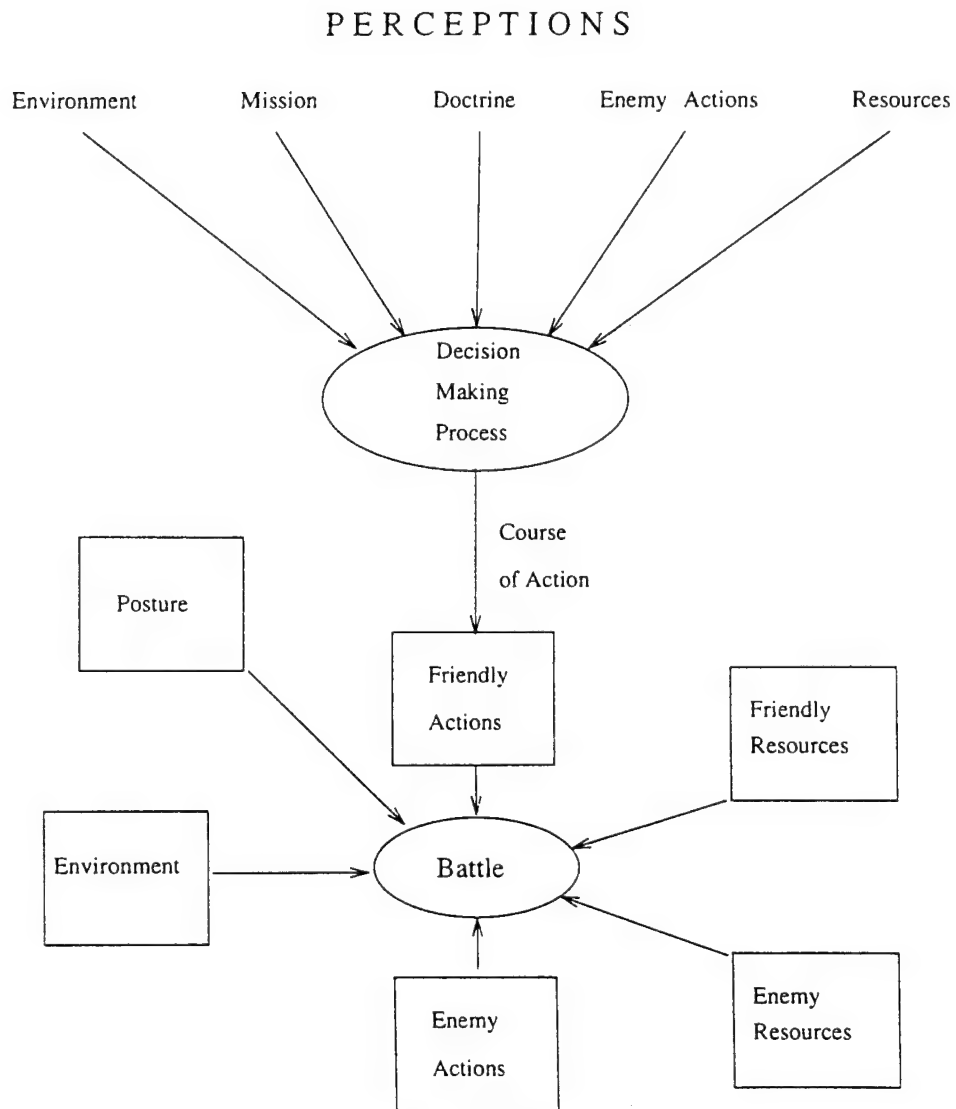 PERCEPTIONS
Environment Mission Doctrine Enemy Actions Resources
Decision
Making
Process
Course
of Action
Posture
Friendly
Actions
Friendly
Resources
Environment
Battle
Enemy
Actions
Enemy
Resources